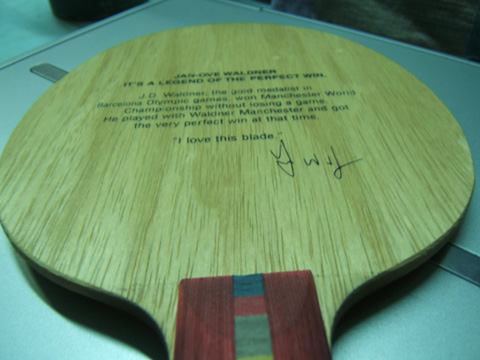 JAN-OVE WALDNER
IT'S A LEGEND OF THE PERFECT WIN.
J.O. Waldner, the gold medalist in
Barcelona Olympic games, won Manchester World
Championship without losing a game.
He played with Waldner Manchester and got
the very perfect win at that time.
"I love this blade."